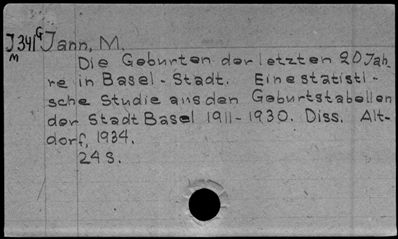 J341G Jann, M.
M
Die Geburten der letzten 20 Jah-
re in Basel-Stadt. Eine statisti-
sche Studie aus den Geburtstabellen
der Stadt Basel 1911-1930. Diss. Alt-
dorf, 1934.
24 S.